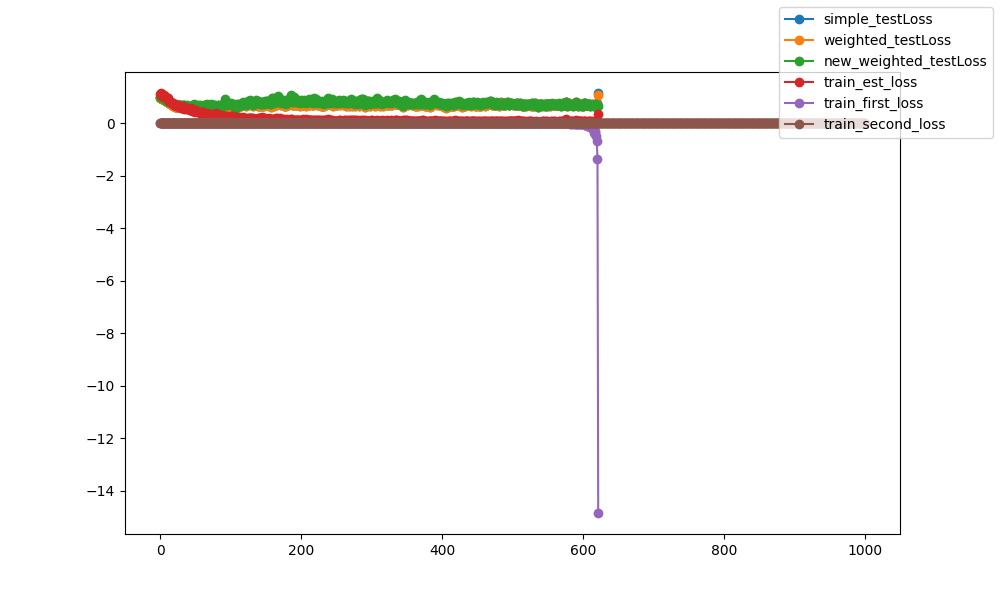 simple_testLoss
weighted_testLoss
new_weighted_testLoss
train_est_loss
train_first_loss
train_second_loss
0
−2
−4
−6
−8
−10
−12
−14
0 200 400 600 800 1000